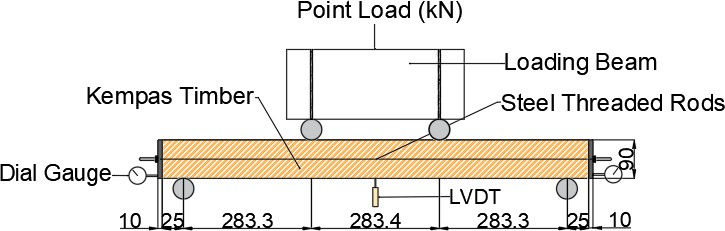 Point Load (kN)
Loading Beam
Kempas Timber
Steel Threaded Rods
90
Dial Gauge
LVDT
10 25 283.3 283.4 283.3 25 10